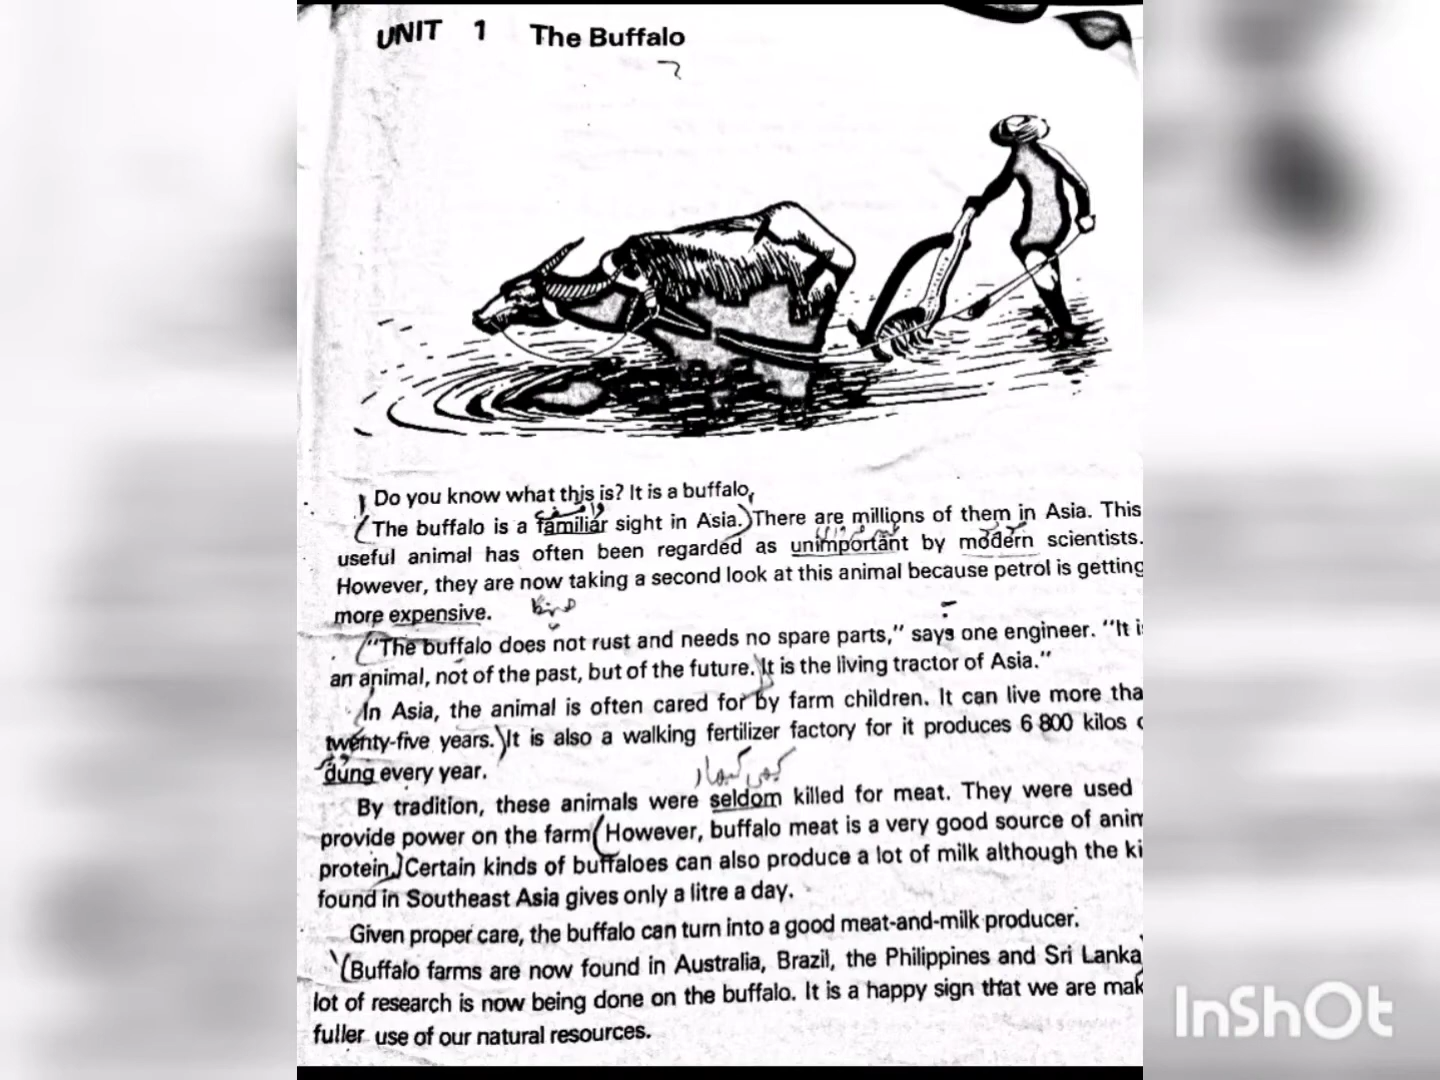 UNIT 1 The Buffalo
Do you know what this is? It is a buffalo,
The buffalo is a familiar sight in Asia. There are millions of them in Asia. This
useful animal has often been regarded as unimportant by modern scientists.
However, they are now taking a second look at this animal because petrol is getting
more expensive.
"The buffalo does not rust and needs no spare parts," says one engineer. "It i
an animal, not of the past, but of the future. It is the living tractor of Asia."
In Asia, the animal is often cared for by farm children. It can live more tha
twenty-five years. It is also a walking fertilizer factory for it produces 6 800 kilos
dung every year.
By tradition, these animals were seldom killed for meat. They were used
provide power on the farm However, buffalo meat is a very good source of anim
protein. Certain kinds of buffaloes can also produce a lot of milk although the ki
found in Southeast Asia gives only a litre a day.
Given proper care, the buffalo can turn into a good meat-and-milk producer.
Buffalo farms are now found in Australia, Brazil, the Philippines and Sri Lanka
lot of research is now being done on the buffalo. It is a happy sign that we are mak
fuller use of our natural resources.
InShOt